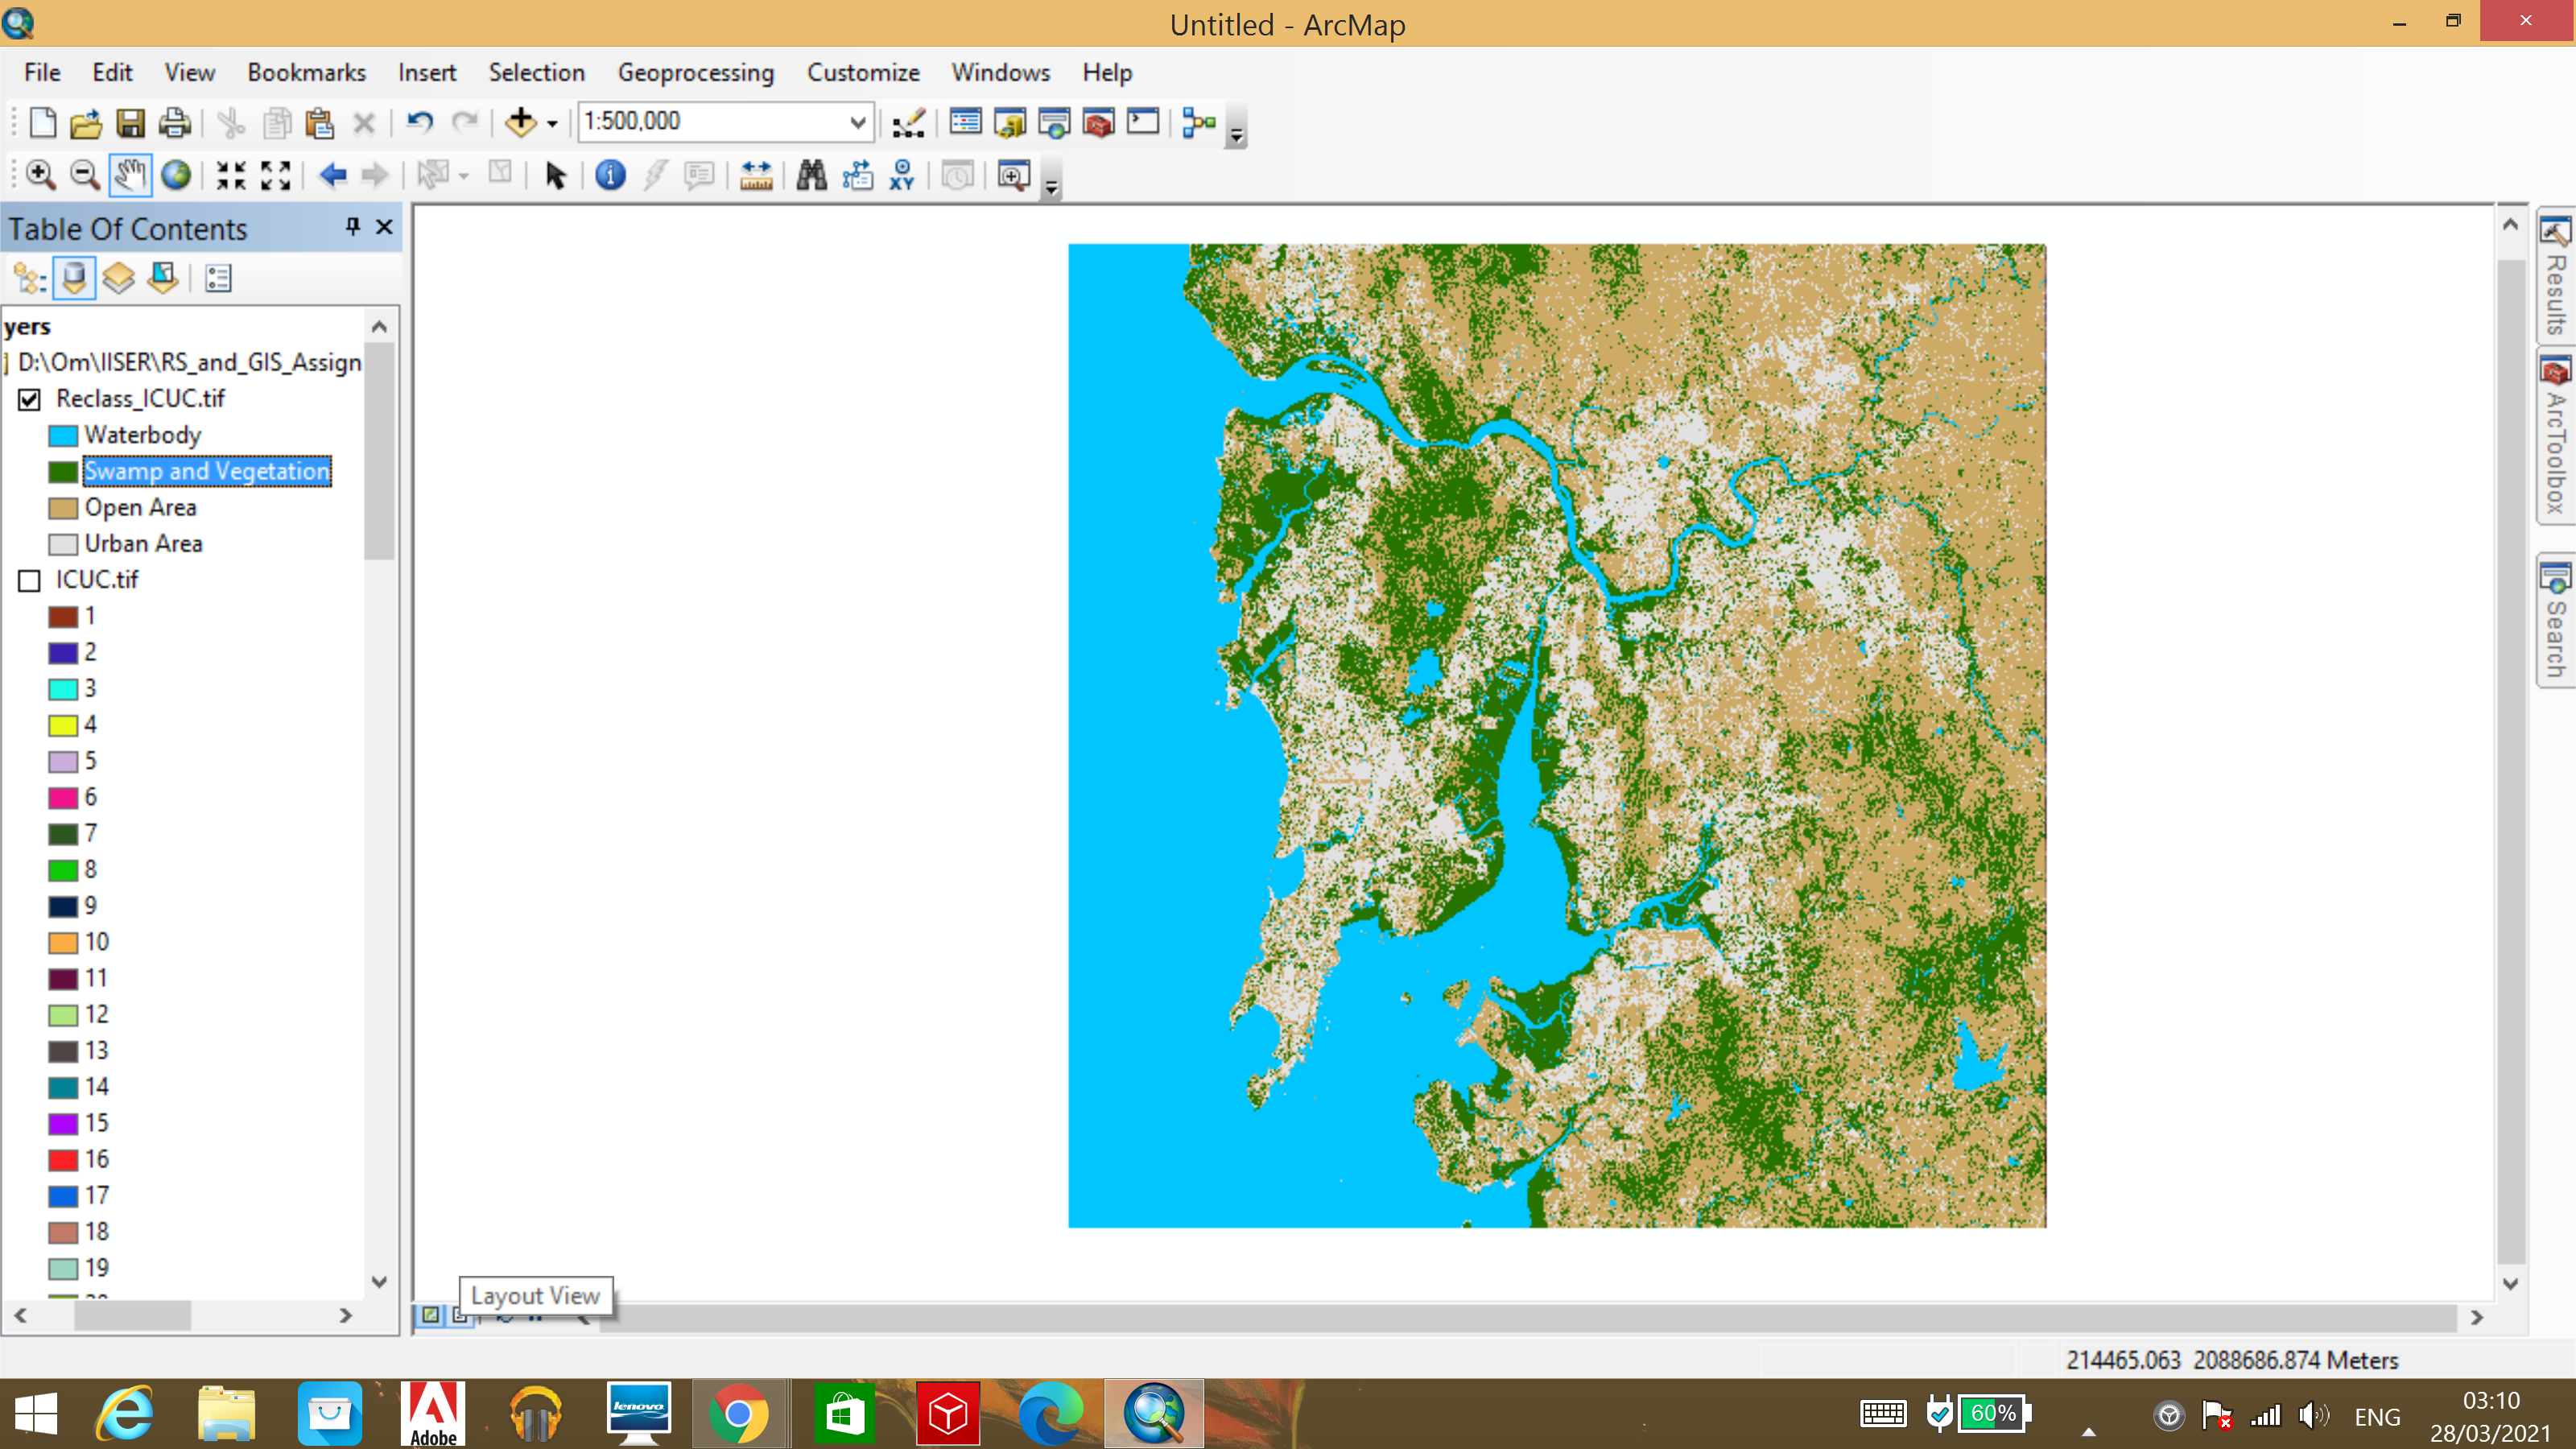 Untitled - ArcMap
File Edit View Bookmarks Insert Selection Geoprocessing Customize Windows Help
1:500,000
XY
Table Of Contents
yers
D:\Om\IISER\RS_and_GIS_Assign
Reclass_ICUC.tif
Waterbody
Swamp and Vegetation
Open Area
Urban Area
ICUC.tif
1
2
3
4
5
6
7
8
9
10
11
12
13
14
15
16
17
18
19
Layout View
Results
ArcToolbox
Search
214465.063 2088686.874 Meters
Adobe
lenovo
60%
ENG
03:10
28/03/2021